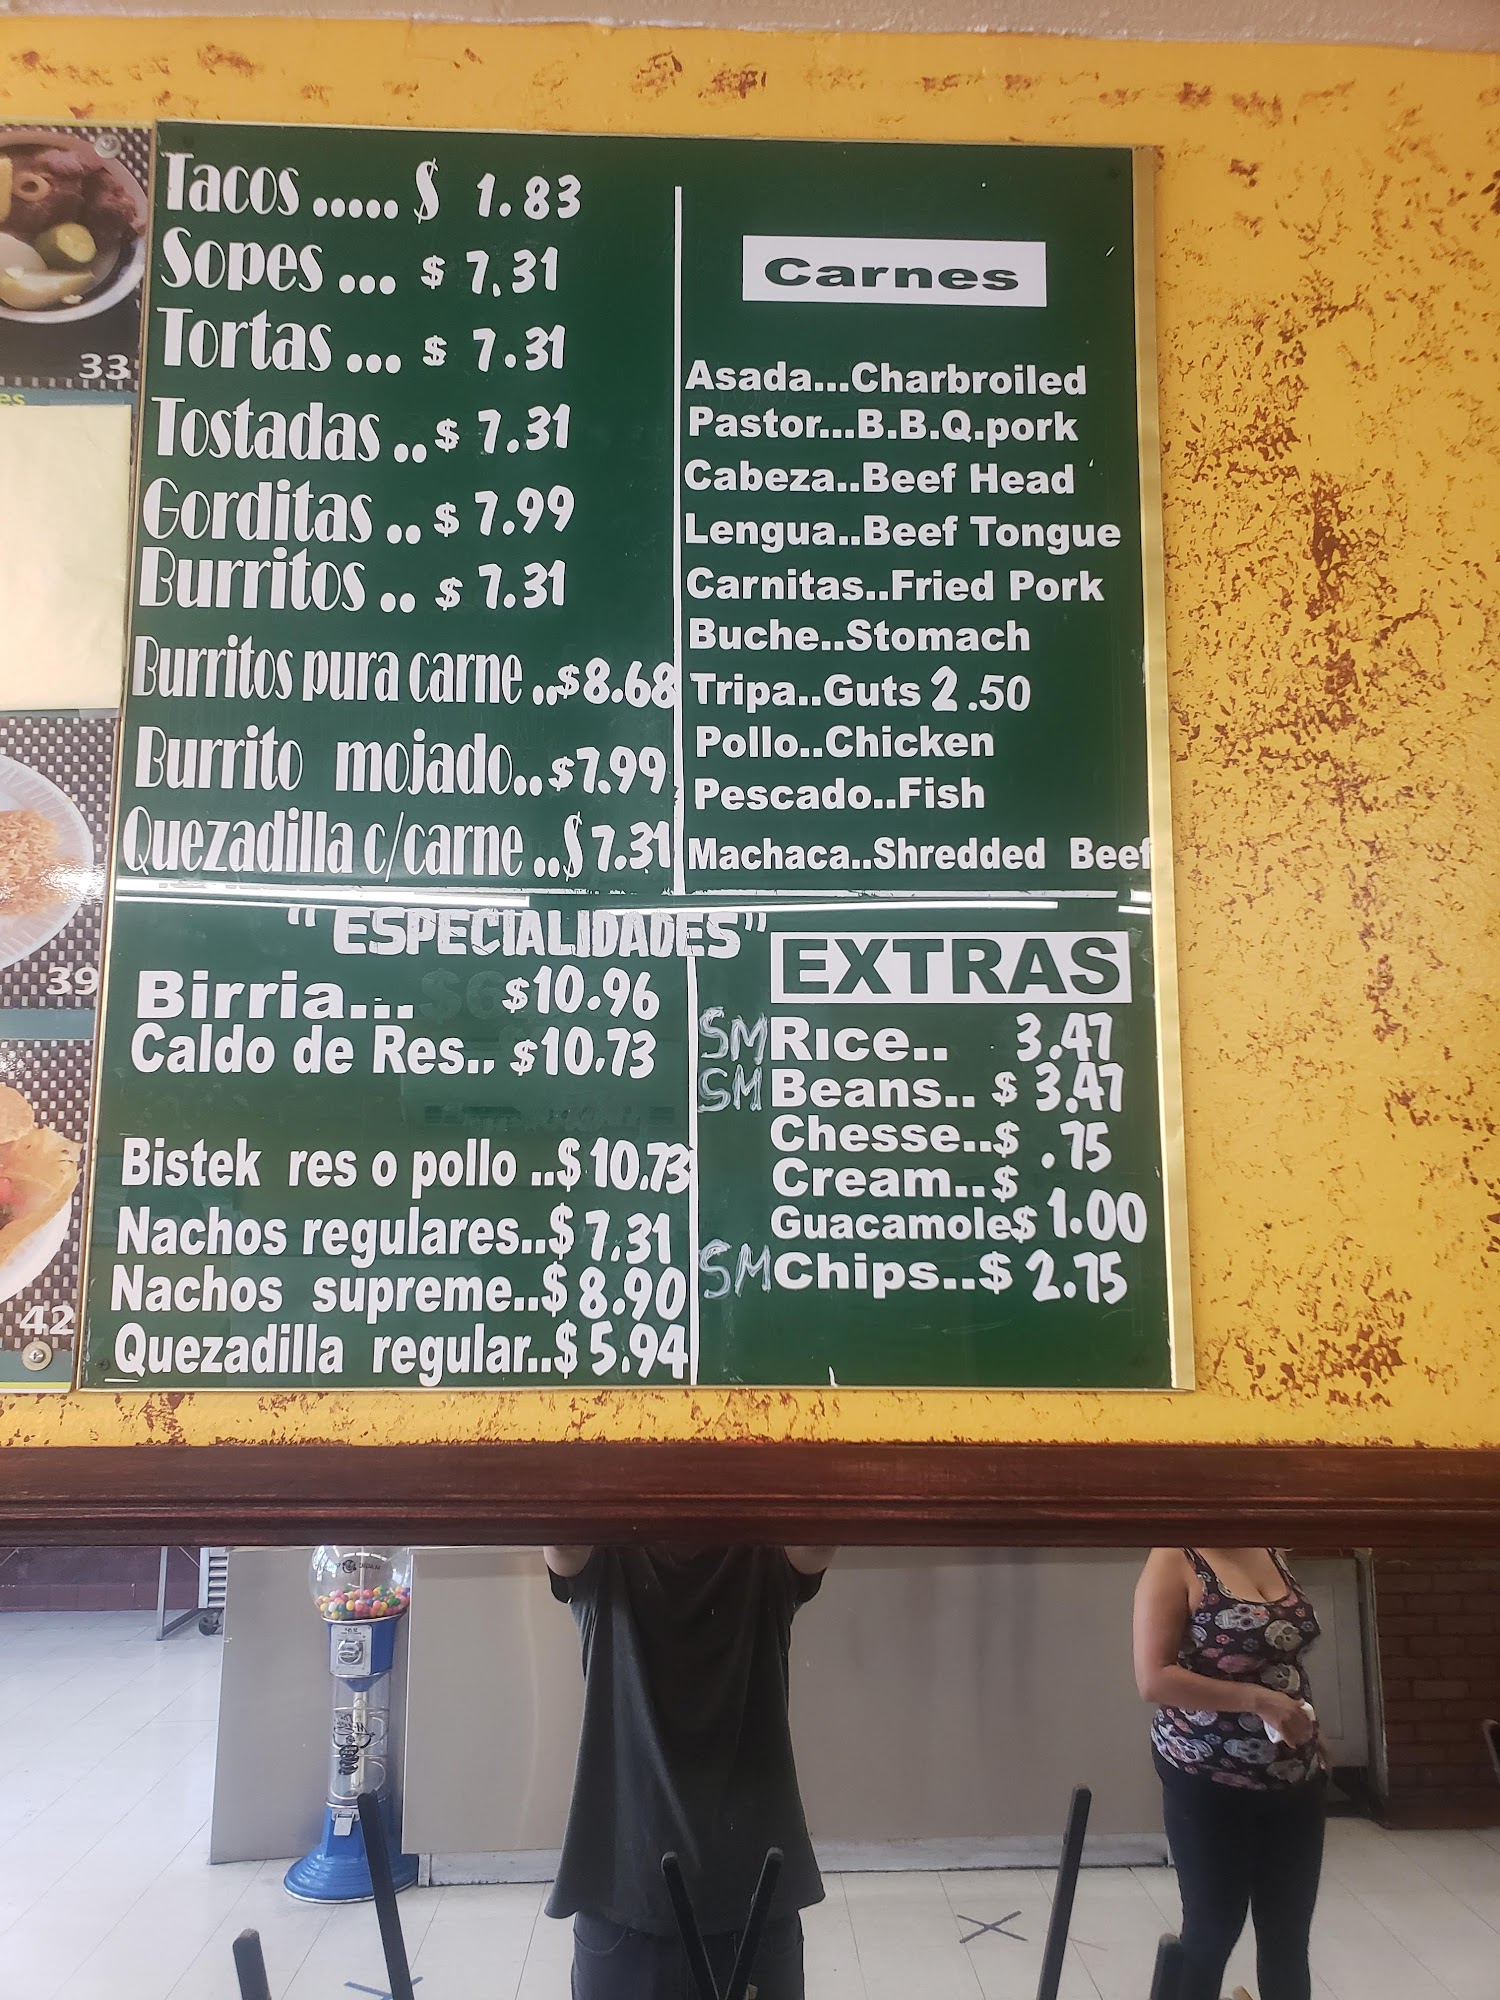 Tacos ..... $ 1.83
Sopes ... $ 7.31
Tortas ... $ 7.31
Tostadas .. $ 7.31
Gorditas .. $ 7.99
Burritos .. $ 7.31
Burritos pura carne ..$8.68
Burrito mojado..$7.99
Quezadilla c/carne ..$ 7.31
Carnes
Asada...Charbroiled
Pastor...B.B.Q.pork
Cabeza..Beef Head
Lengua..Beef Tongue
Carnitas..Fried Pork
Buche..Stomach
Tripa..Guts 2.50
Pollo..Chicken
Pescado..Fish
Machaca..Shredded Beef
"ESPECIALIDADES"
Birria... $10.96
Caldo de Res.. $10.73
Bistek res o pollo ..$ 10.73
Nachos regulares..$ 7.31
Nachos supreme..$ 8.90
Quezadilla regular..$ 5.94
EXTRAS
SM Rice.. 3.47
SM Beans.. $ 3.47
Chesse..$ .75
Cream..$
Guacamole$ 1.00
SM Chips..$ 2.75
33
es
39
42